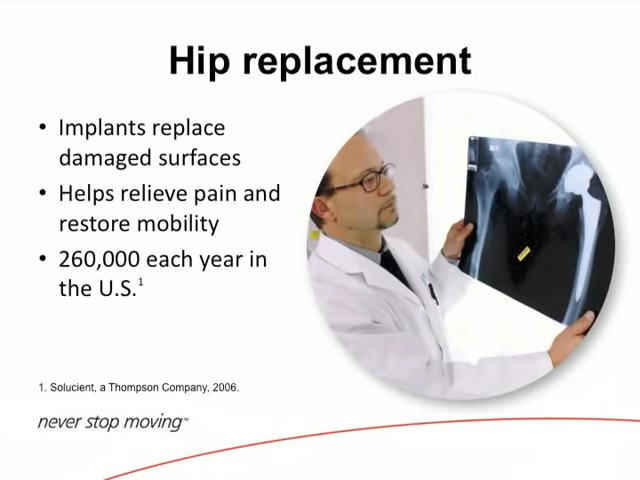 Hip replacement
• Implants replace
damaged surfaces
• Helps relieve pain and
restore mobility
• 260,000 each year in
the U.S.¹
1. Solucient, a Thompson Company, 2006.
never stop moving™